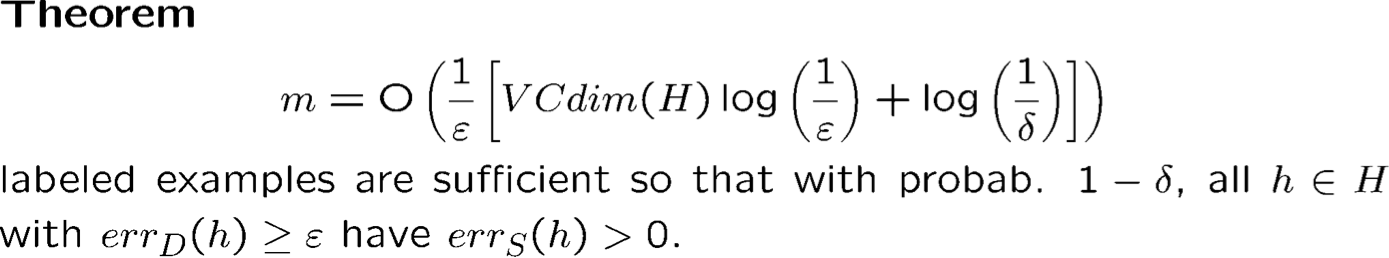 Theorem
m = O ( 1/ε [ VCdim(H) log ( 1/ε ) + log ( 1/δ ) ] )
labeled examples are sufficient so that with probab. 1 − δ, all h ∈ H
with err_D(h) ≥ ε have err_S(h) > 0.